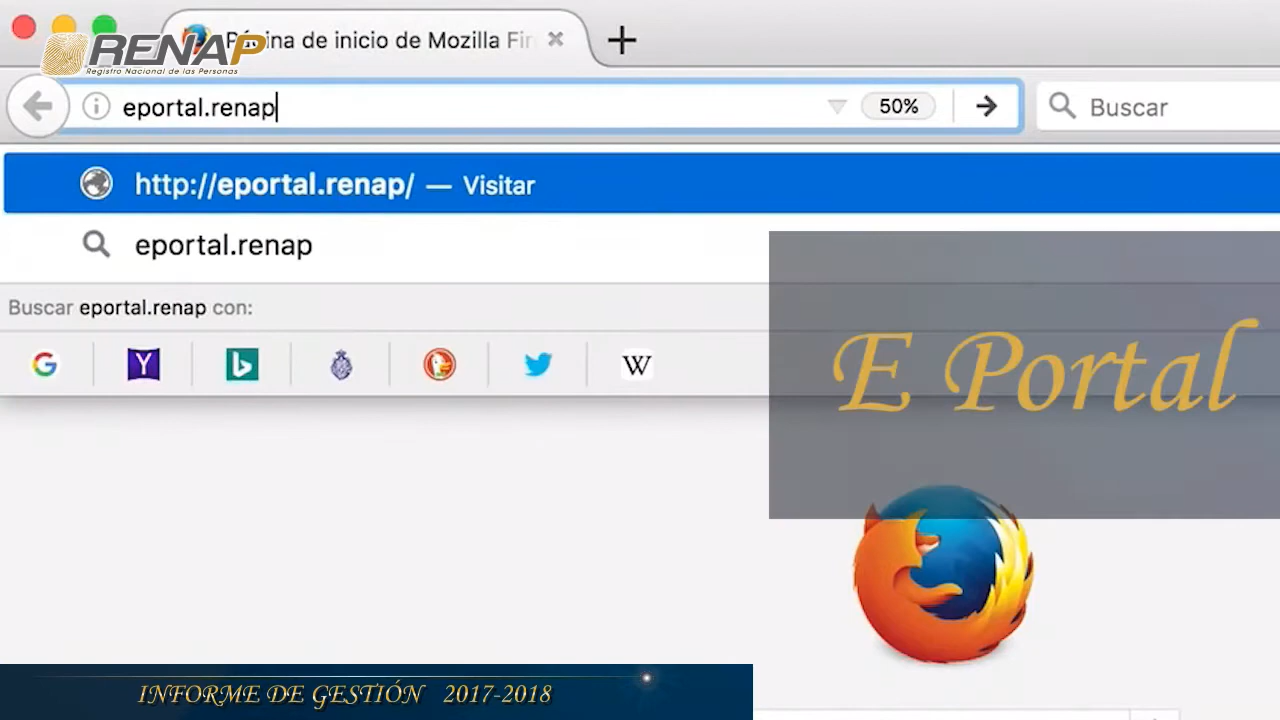 RENAP
Registro Nacional de las Personas
Página de inicio de Mozilla Fir
eportal.renap
50%
Buscar
http://eportal.renap/ — Visitar
eportal.renap
Buscar eportal.renap con:
G
Y
b
W
E Portal
INFORME DE GESTIÓN 2017-2018